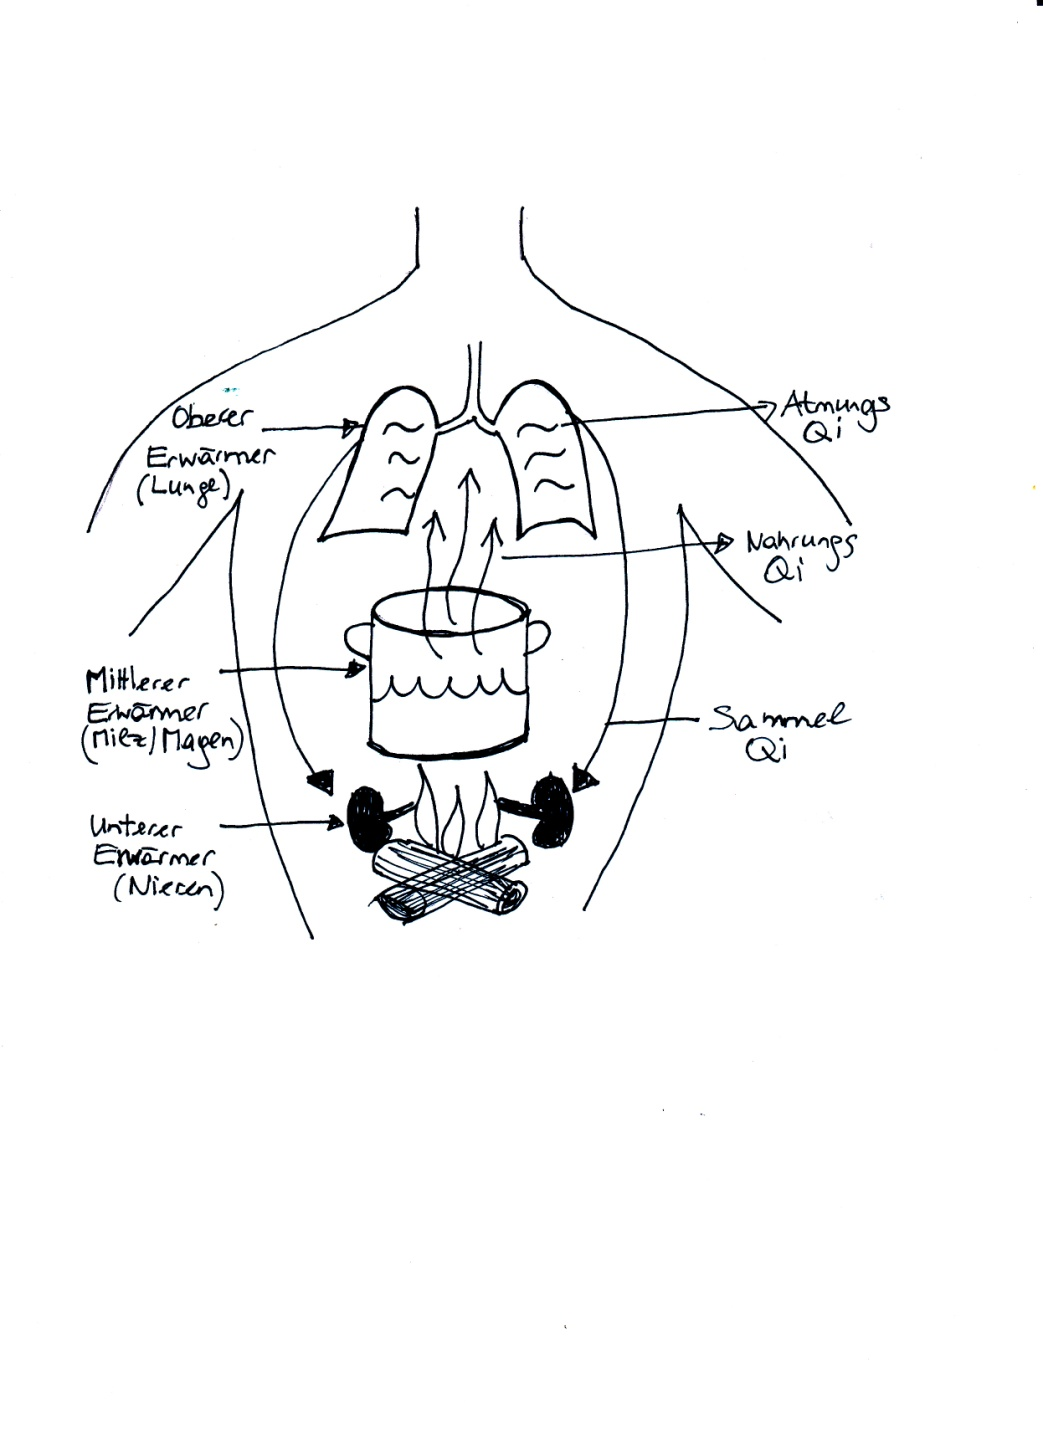 Oberer
Erwärmer
(Lunge)
Atmungs
Qi
Nahrungs
Qi
Mittlerer
Erwärmer
(Milz/Magen)
Sammel
Qi
Unterer
Erwärmer
(Nieren)